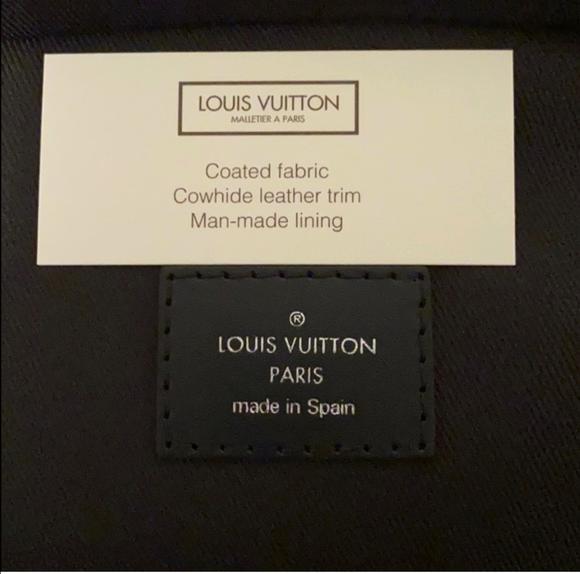 LOUIS VUITTON
MALLETIER A PARIS
Coated fabric
Cowhide leather trim
Man-made lining
®
LOUIS VUITTON
PARIS
made in Spain